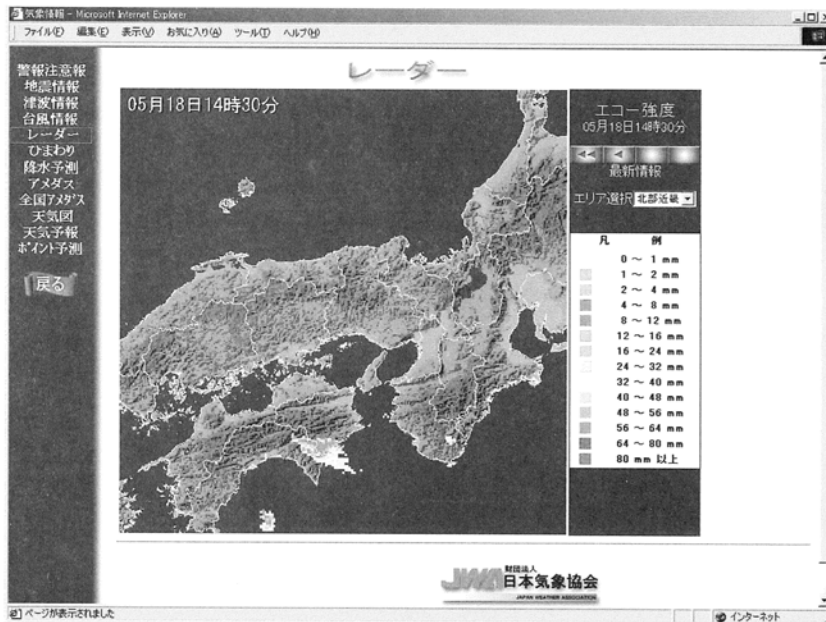 気象情報 - Microsoft Internet Explorer
ファイル(F) 編集(E) 表示(V) お気に入り(A) ツール(T) ヘルプ(H)
警報注意報
地震情報
津波情報
台風情報
レーダー
ひまわり
降水予測
アメダス
全国アメダス
天気図
天気予報
ポイント予測
戻る
レーダー
05月18日14時30分
エコー強度
05月18日14時30分
最新情報
エリア選択 北部近畿
凡 例
0 ~ 1 mm
1 ~ 2 mm
2 ~ 4 mm
4 ~ 8 mm
8 ~ 12 mm
12 ~ 16 mm
16 ~ 24 mm
24 ~ 32 mm
32 ~ 40 mm
40 ~ 48 mm
48 ~ 56 mm
56 ~ 64 mm
64 ~ 80 mm
80 mm 以上
JWA 財団法人
日本気象協会
JAPAN WEATHER ASSOCIATION
ページが表示されました
インターネット